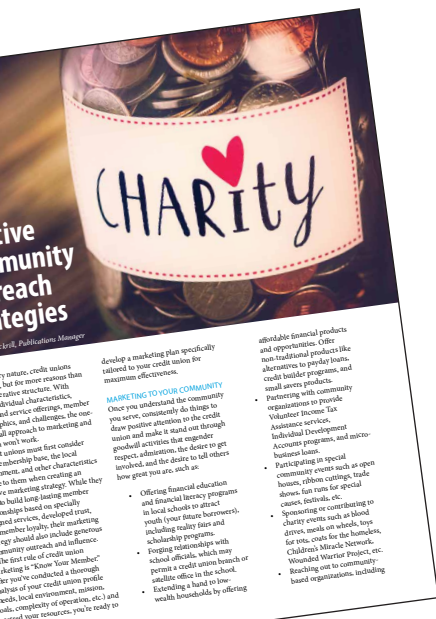 CHARITY
tive
munity
reach
tegies
krill, Publications Manager
ry nature, credit unions
, but for more reasons than
erative structure. With
dividual characteristics,
nd service offerings, member
phics, and challenges, the one-
all approach to marketing and
won't work.
t unions must first consider
embership base, the local
nment, and other characteristics
e to them when creating an
ve marketing strategy. While they
to build long-lasting member
onships based on specially
ned services, developed trust,
member loyalty, their marketing
egy should also include generous
mmunity outreach and influence.
The first rule of credit union
rketing is "Know Your Member."
ter you've conducted a thorough
nalysis of your credit union profile
needs, local environment, mission,
oals, complexity of operation, etc.) and
your resources, you're ready to
develop a marketing plan specifically
tailored to your credit union for
maximum effectiveness.
MARKETING TO YOUR COMMUNITY
Once you understand the community
you serve, consistently do things to
draw positive attention to the credit
union and make it stand out through
goodwill activities that engender
respect, admiration, the desire to get
involved, and the desire to tell others
how great you are, such as:
• Offering financial education
and financial literacy programs
in local schools to attract
youth (your future borrowers),
including reality fairs and
scholarship programs.
• Forging relationships with
school officials, which may
permit a credit union branch or
satellite office in the school.
• Extending a hand to low-
wealth households by offering
affordable financial products
and opportunities. Offer
non-traditional products like
alternatives to payday loans,
credit builder programs, and
small savers products.
• Partnering with community
organizations to provide
Volunteer Income Tax
Assistance services,
Individual Development
Accounts programs, and micro-
business loans.
• Participating in special
community events such as open
houses, ribbon cuttings, trade
shows, fun runs for special
causes, festivals, etc.
• Sponsoring or contributing to
charity events such as blood
drives, meals on wheels, toys
for tots, coats for the homeless,
Children's Miracle Network,
Wounded Warrior Project, etc.
• Reaching out to community-
based organizations, including